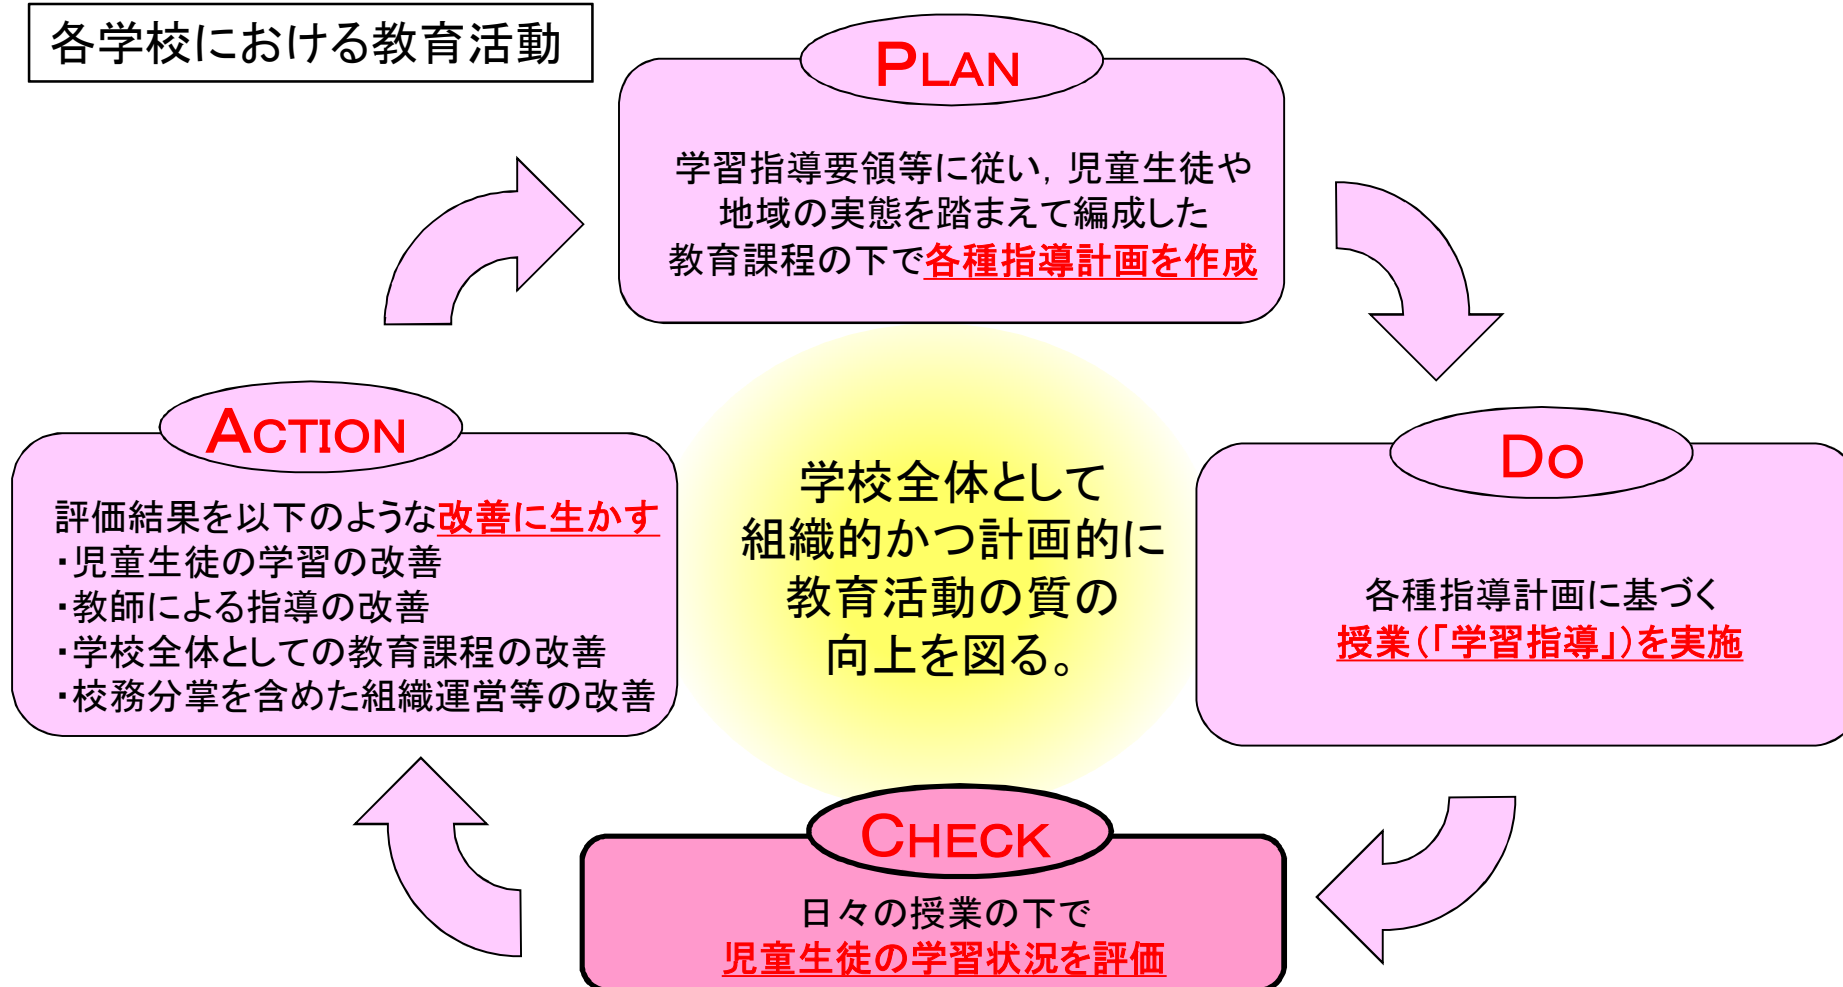 各学校における教育活動
PLAN
学習指導要領等に従い，児童生徒や
地域の実態を踏まえて編成した
教育課程の下で各種指導計画を作成
ACTION
評価結果を以下のような改善に生かす
・児童生徒の学習の改善
・教師による指導の改善
・学校全体としての教育課程の改善
・校務分掌を含めた組織運営等の改善
学校全体として
組織的かつ計画的に
教育活動の質の
向上を図る。
DO
各種指導計画に基づく
授業（「学習指導」）を実施
CHECK
日々の授業の下で
児童生徒の学習状況を評価